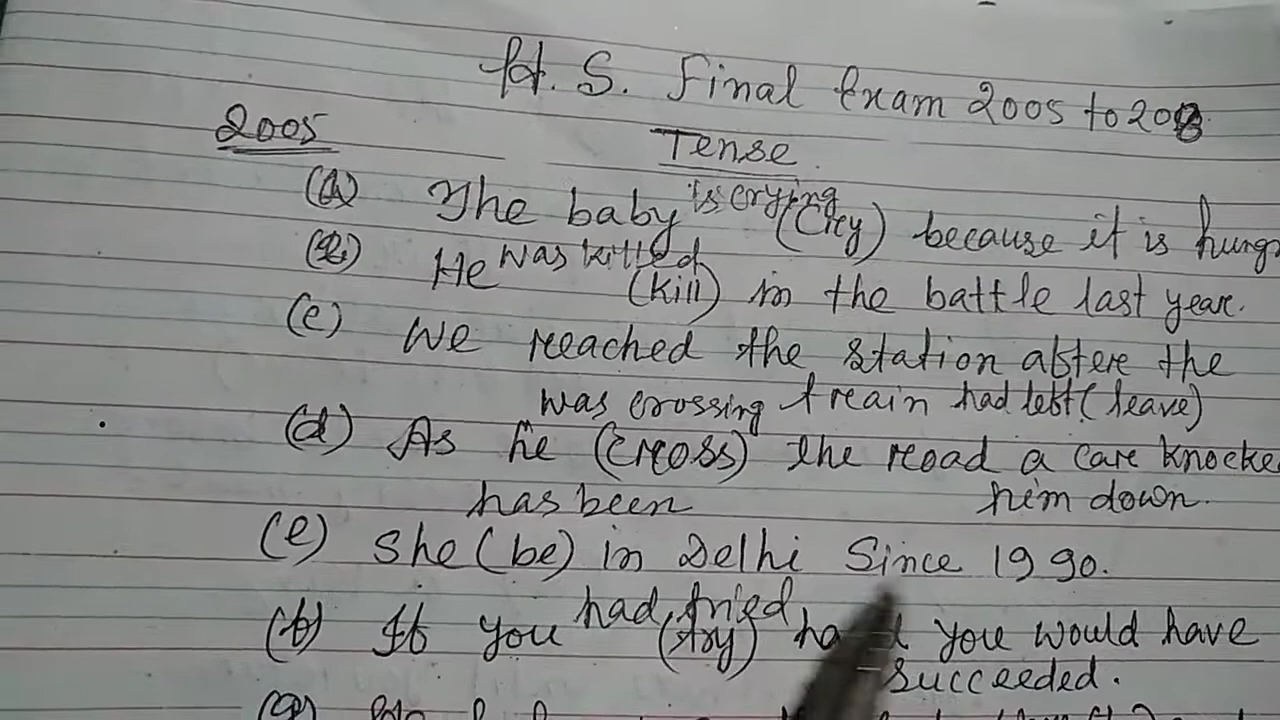 H. S. Final Exam 2005 to 2008
2005
Tense
(a) The baby is crying (Cry) because it is hungr
(b) He was killed (kill) in the battle last year.
(c) We reached the station after the
train had left (leave)
was crossing
(d) As he (cross) the road a car knocke
him down.
has been
(e) She (be) in Delhi Since 1990.
had tried
(f) If you (try) hard you would have
succeeded.
(g)